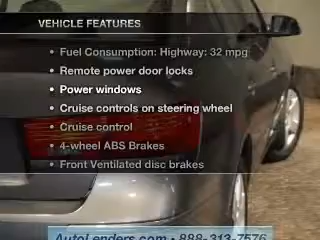 VEHICLE FEATURES
• Fuel Consumption: Highway: 32 mpg
• Remote power door locks
• Power windows
• Cruise controls on steering wheel
• Cruise control
• 4-wheel ABS Brakes
• Front Ventilated disc brakes
AutoLenders.com • 888-313-7576